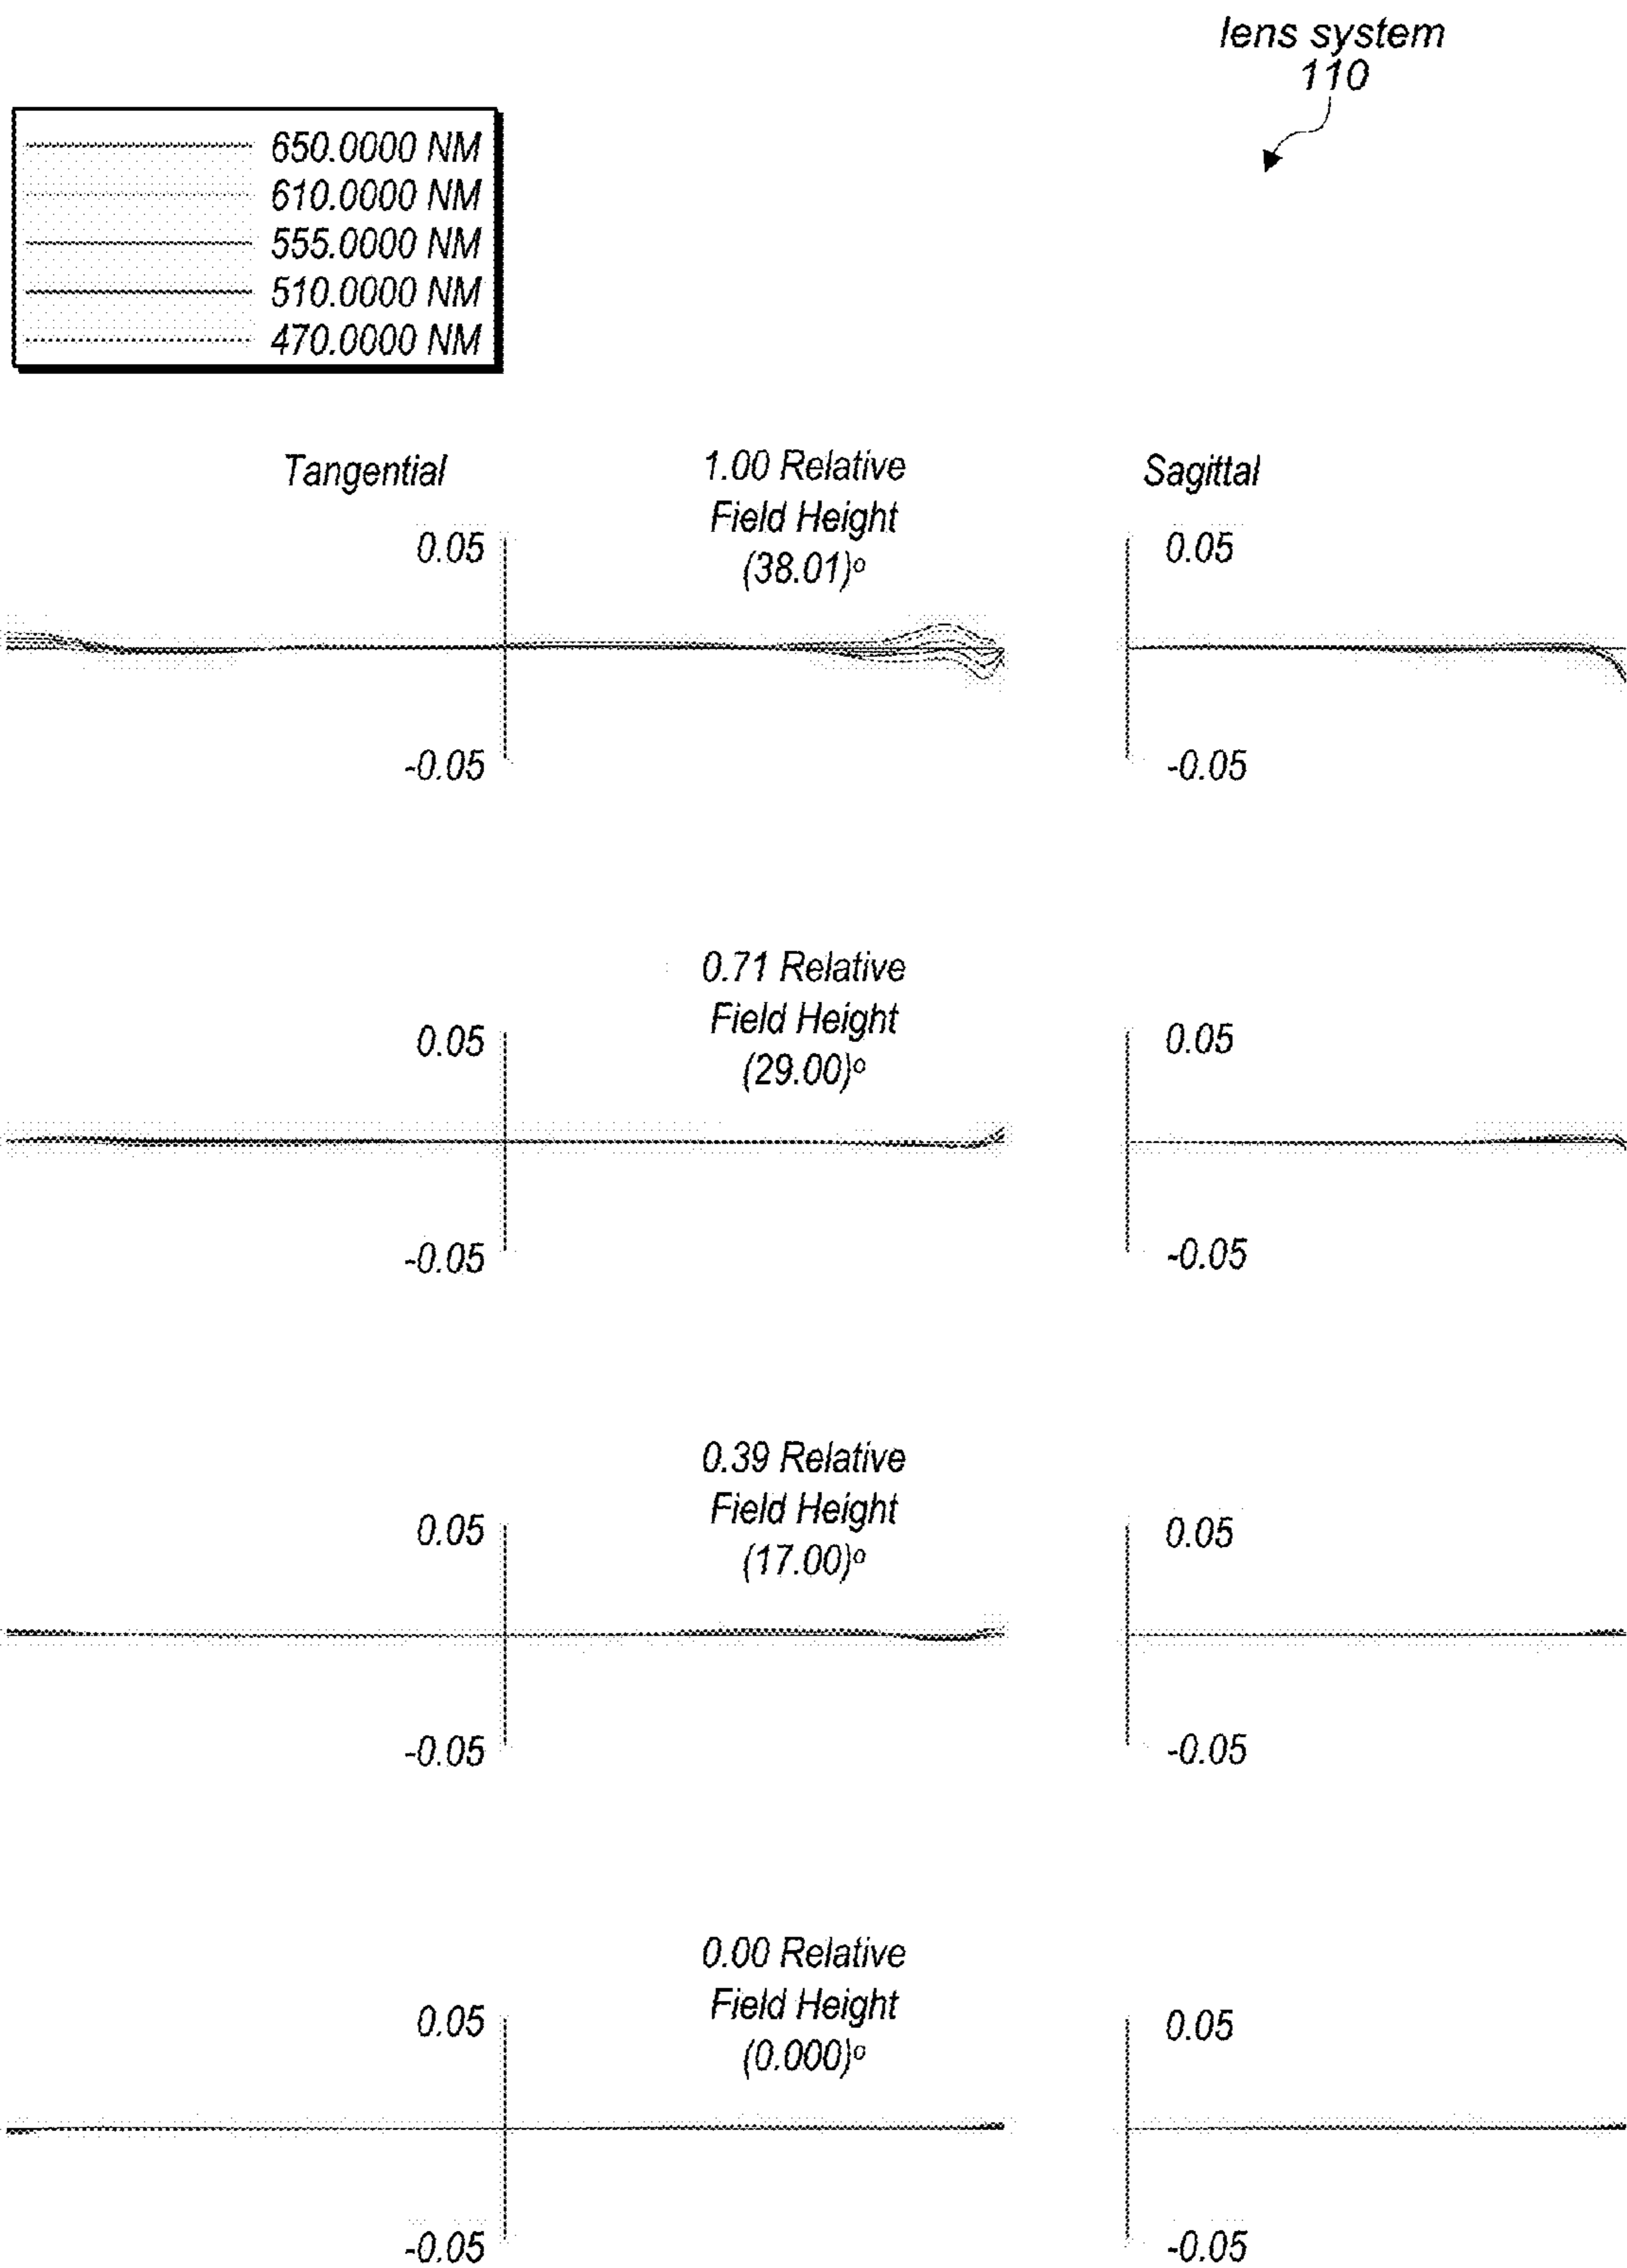 lens system
110
650.0000 NM
610.0000 NM
555.0000 NM
510.0000 NM
470.0000 NM
Tangential
1.00 Relative
Field Height
(38.01)º
Sagittal
0.05
0.05
-0.05
-0.05
0.71 Relative
Field Height
(29.00)º
0.05
0.05
-0.05
-0.05
0.39 Relative
Field Height
(17.00)º
0.05
0.05
-0.05
-0.05
0.00 Relative
Field Height
(0.000)º
0.05
0.05
-0.05
-0.05